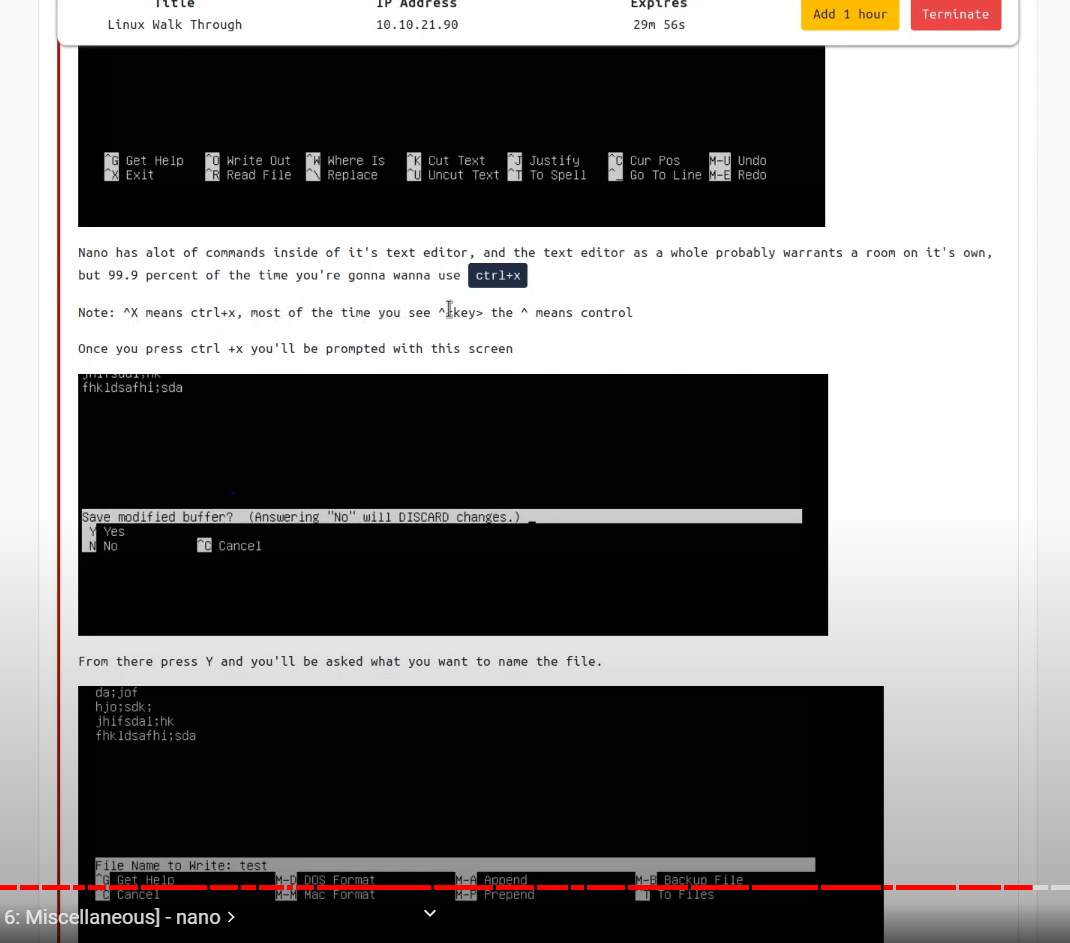 Title IP Address Expires
Linux Walk Through 10.10.21.90 29m 56s
Add 1 hour Terminate
^G Get Help ^O Write Out ^W Where Is ^K Cut Text ^J Justify ^C Cur Pos M-U Undo
^X Exit ^R Read File ^\ Replace ^U Uncut Text ^T To Spell ^_ Go To Line M-E Redo
Nano has alot of commands inside of it's text editor, and the text editor as a whole probably warrants a room on it's own,
but 99.9 percent of the time you're gonna wanna use ctrl+x
Note: ^X means ctrl+x, most of the time you see ^<key> the ^ means control
Once you press ctrl +x you'll be prompted with this screen
jhifsdal;hk
fhkldsafhi;sda
Save modified buffer? (Answering "No" will DISCARD changes.)
Y Yes
N No ^C Cancel
From there press Y and you'll be asked what you want to name the file.
da;jof
hjo;sdk;
jhifsdal;hk
fhkldsafhi;sda
File Name to Write: test
^G Get Help M-D DOS Format M-A Append M-B Backup File
^C Cancel M-M Mac Format M-P Prepend ^T To Files
6: Miscellaneous] - nano